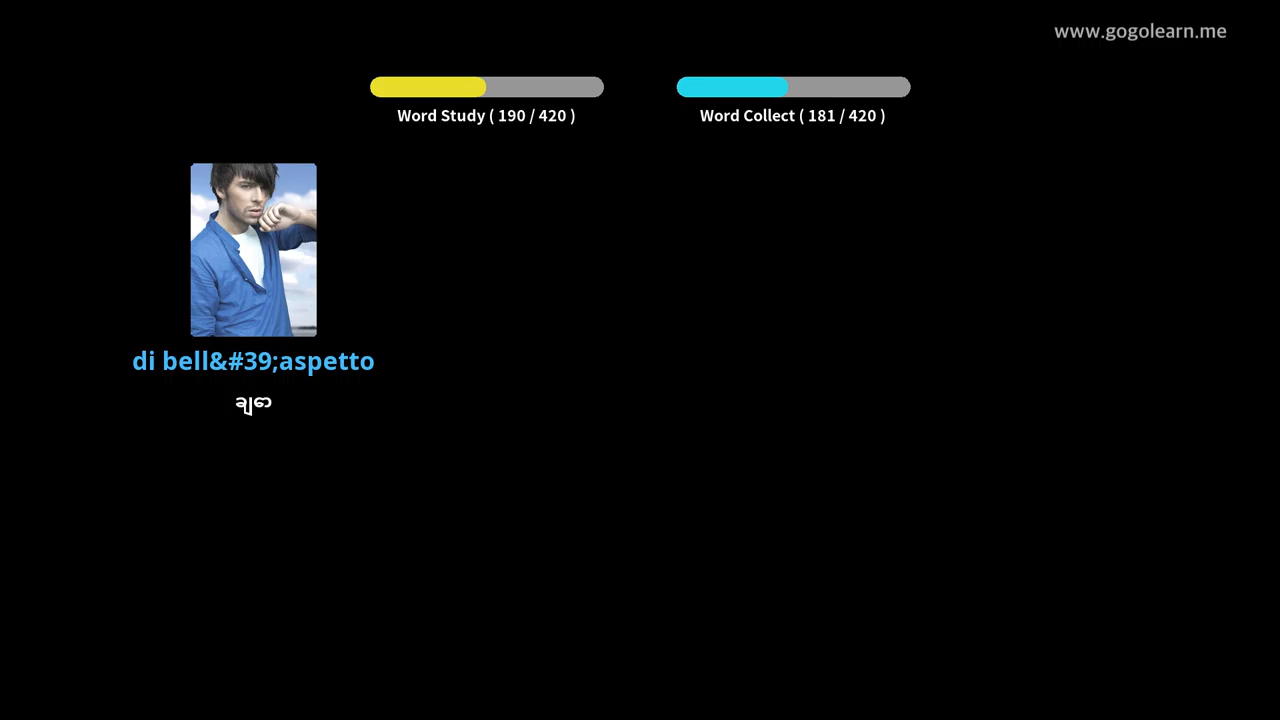 www.gogolearn.me
Word Study ( 190 / 420 )
Word Collect ( 181 / 420 )
di bell&#39;aspetto
ချော